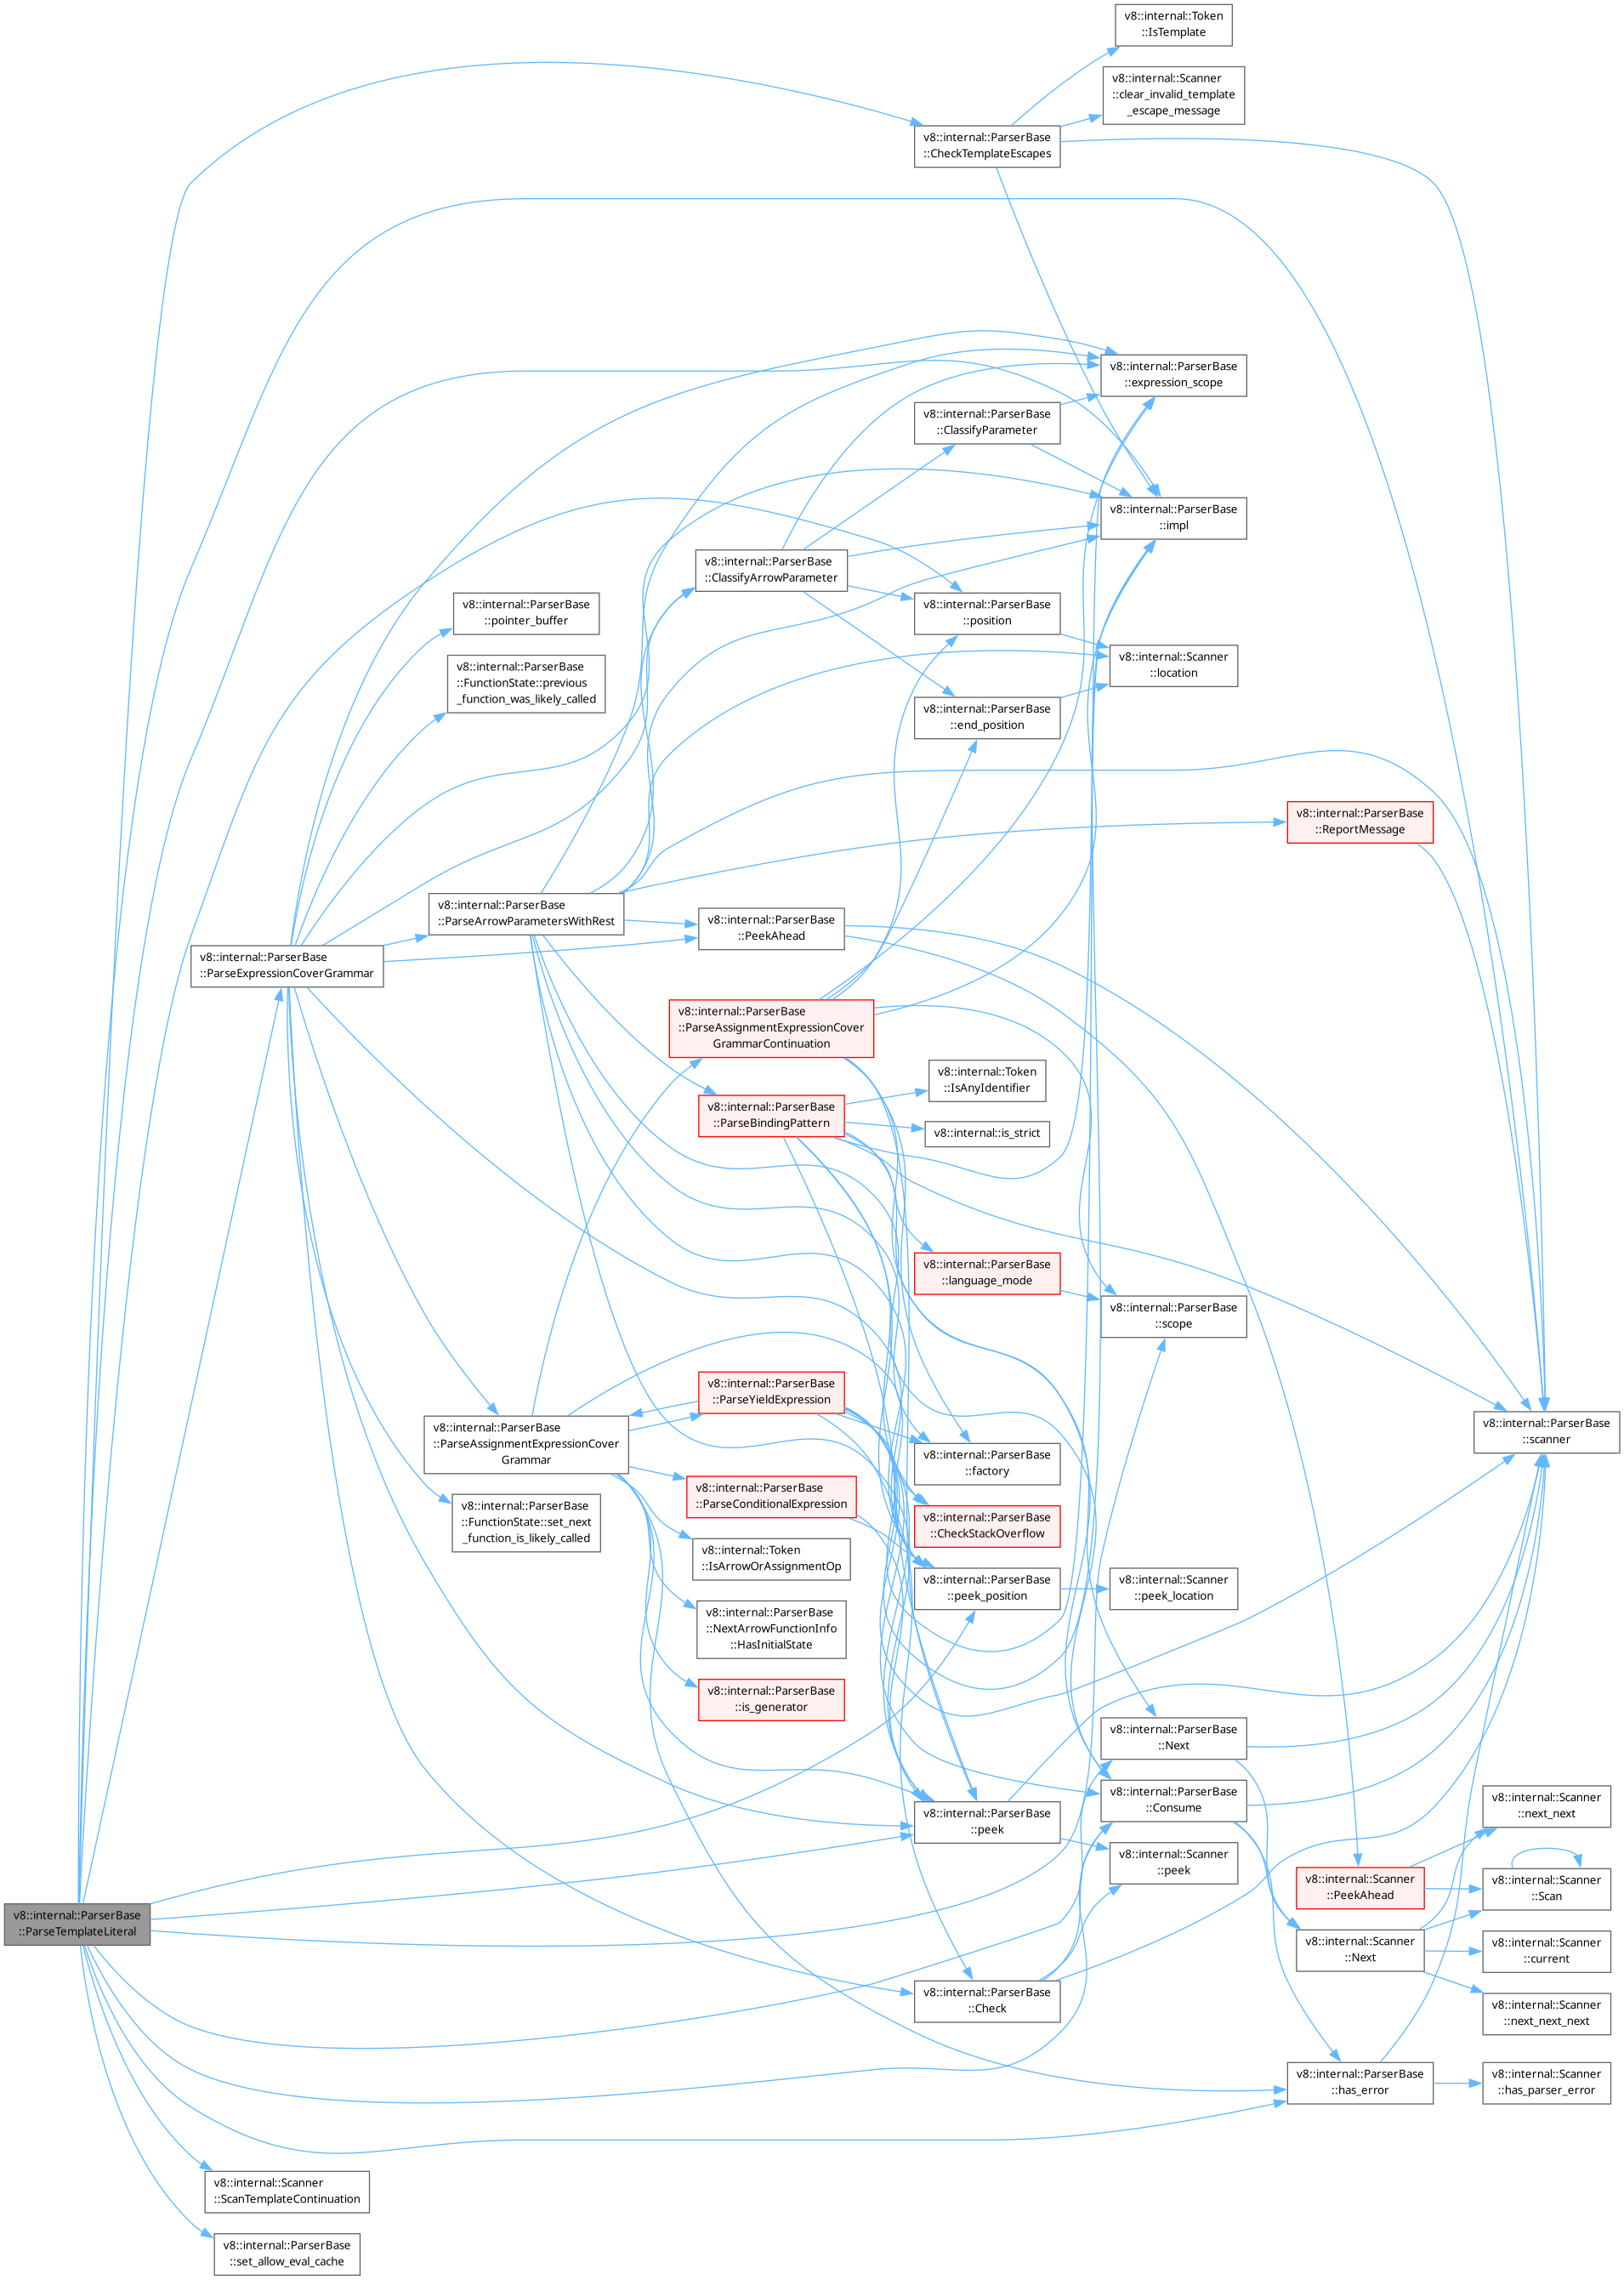 v8::internal::Token
::IsTemplate
v8::internal::Scanner
::clear_invalid_template
_escape_message
v8::internal::ParserBase
::CheckTemplateEscapes
v8::internal::ParserBase
::expression_scope
v8::internal::ParserBase
::ClassifyParameter
v8::internal::ParserBase
::impl
v8::internal::ParserBase
::ClassifyArrowParameter
v8::internal::ParserBase
::pointer_buffer
v8::internal::ParserBase
::position
v8::internal::Scanner
::location
v8::internal::ParserBase
::FunctionState::previous
_function_was_likely_called
v8::internal::ParserBase
::end_position
v8::internal::ParserBase
::ReportMessage
v8::internal::ParserBase
::ParseArrowParametersWithRest
v8::internal::ParserBase
::PeekAhead
v8::internal::ParserBase
::ParseExpressionCoverGrammar
v8::internal::ParserBase
::ParseAssignmentExpressionCover
GrammarContinuation
v8::internal::Token
::IsAnyIdentifier
v8::internal::ParserBase
::ParseBindingPattern
v8::internal::is_strict
v8::internal::ParserBase
::language_mode
v8::internal::ParserBase
::scope
v8::internal::ParserBase
::ParseYieldExpression
v8::internal::ParserBase
::scanner
v8::internal::ParserBase
::ParseAssignmentExpressionCover
Grammar
v8::internal::ParserBase
::factory
v8::internal::ParserBase
::ParseConditionalExpression
v8::internal::ParserBase
::FunctionState::set_next
_function_is_likely_called
v8::internal::ParserBase
::CheckStackOverflow
v8::internal::Token
::IsArrowOrAssignmentOp
v8::internal::ParserBase
::peek_position
v8::internal::Scanner
::peek_location
v8::internal::ParserBase
::NextArrowFunctionInfo
::HasInitialState
v8::internal::ParserBase
::is_generator
v8::internal::ParserBase
::Next
v8::internal::ParserBase
::Consume
v8::internal::Scanner
::next_next
v8::internal::ParserBase
::peek
v8::internal::Scanner
::peek
v8::internal::Scanner
::PeekAhead
v8::internal::Scanner
::Scan
v8::internal::ParserBase
::ParseTemplateLiteral
v8::internal::Scanner
::Next
v8::internal::Scanner
::current
v8::internal::ParserBase
::Check
v8::internal::Scanner
::next_next_next
v8::internal::ParserBase
::has_error
v8::internal::Scanner
::has_parser_error
v8::internal::Scanner
::ScanTemplateContinuation
v8::internal::ParserBase
::set_allow_eval_cache